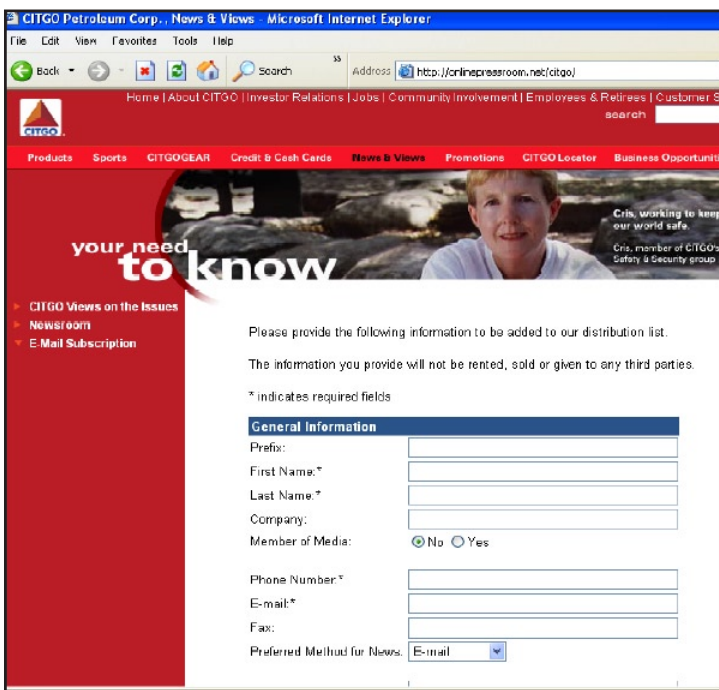 CITGO Petroleum Corp., News & Views - Microsoft Internet Explorer
File Edit View Favorites Tools Help
Back Search » Address http://onlinepressroom.net/citgo/
Home | About CITGO | Investor Relations | Jobs | Community Involvement | Employees & Retirees | Customer S
CITGO
search
Products Sports CITGOGEAR Credit & Cash Cards News & Views Promotions CITGO Locator Business Opportuniti
Cris, working to keep
our world safe.
Cris, member of CITGO's
Safety & Security group
your need
to know
CITGO Views on the Issues
Newsroom
E-Mail Subscription
Please provide the following information to be added to our distribution list.
The information you provide will not be rented, sold or given to any third parties.
* indicates required fields
General Information
Prefix:
First Name:*
Last Name:*
Company:
Member of Media: No Yes
Phone Number:*
E-mail:*
Fax:
Preferred Method for News: E-mail